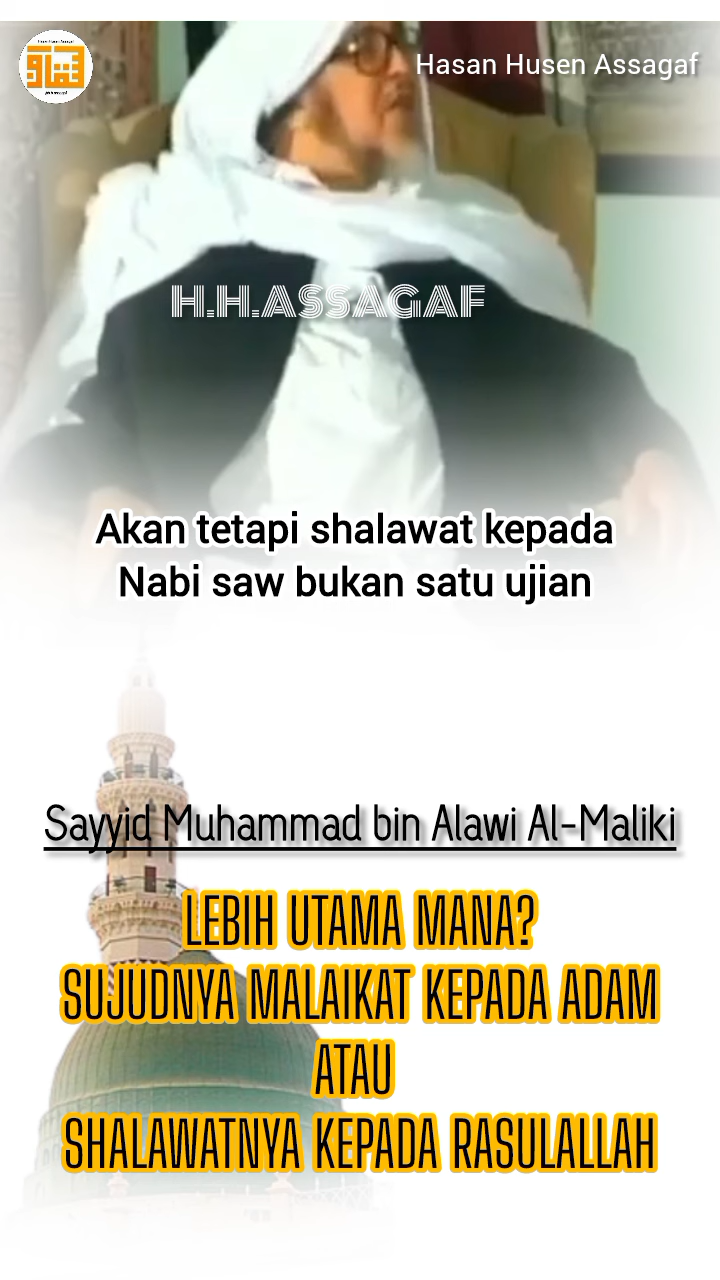 Hasan Husen Assagaf
H.H.ASSAGAF
Akan tetapi shalawat kepada
Nabi saw bukan satu ujian
Sayyid Muhammad bin Alawi Al-Maliki
LEBIH UTAMA MANA?
SUJUDNYA MALAIKAT KEPADA ADAM
ATAU
SHALAWATNYA KEPADA RASULALLAH